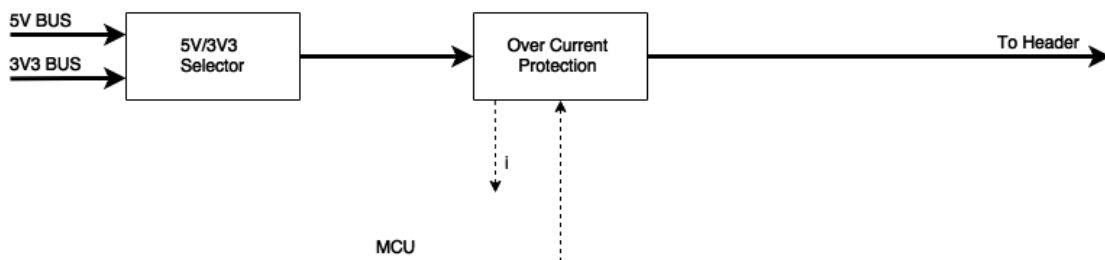 5V BUS
3V3 BUS
5V/3V3
Selector
Over Current
Protection
To Header
i
MCU